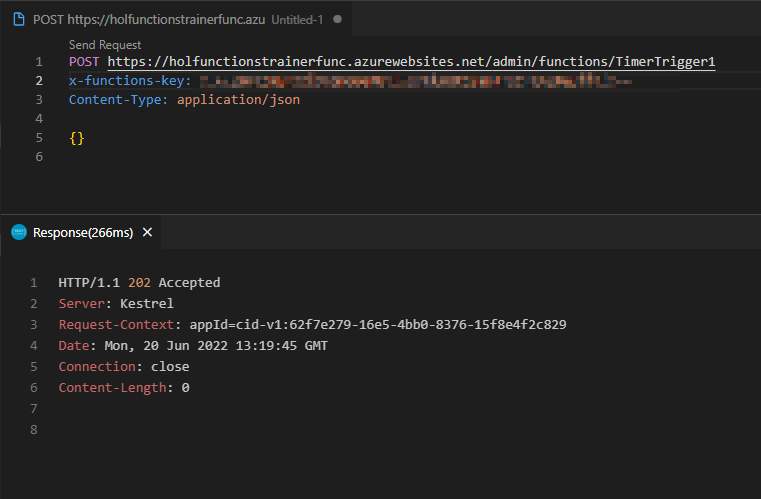 POST https://holfunctionstrainerfunc.azu Untitled-1
Send Request
1 POST https://holfunctionstrainerfunc.azurewebsites.net/admin/functions/TimerTrigger1
2 x-functions-key:
3 Content-Type: application/json
4
5 {}
6
Response(266ms)
1 HTTP/1.1 202 Accepted
2 Server: Kestrel
3 Request-Context: appId=cid-v1:62f7e279-16e5-4bb0-8376-15f8e4f2c829
4 Date: Mon, 20 Jun 2022 13:19:45 GMT
5 Connection: close
6 Content-Length: 0
7
8